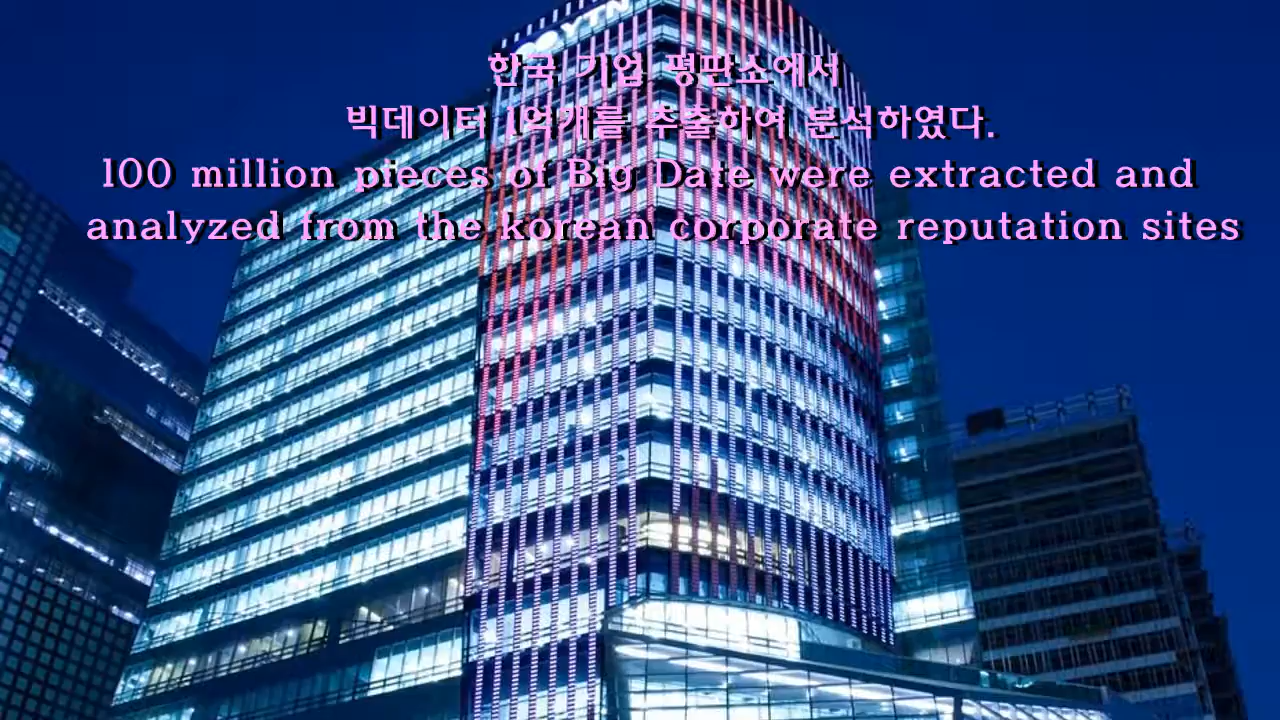 YTN
한국 기업 평판소에서
빅데이터 1억개를 추출하여 분석하였다.
100 million pieces of Big Date were extracted and
analyzed from the korean corporate reputation sites